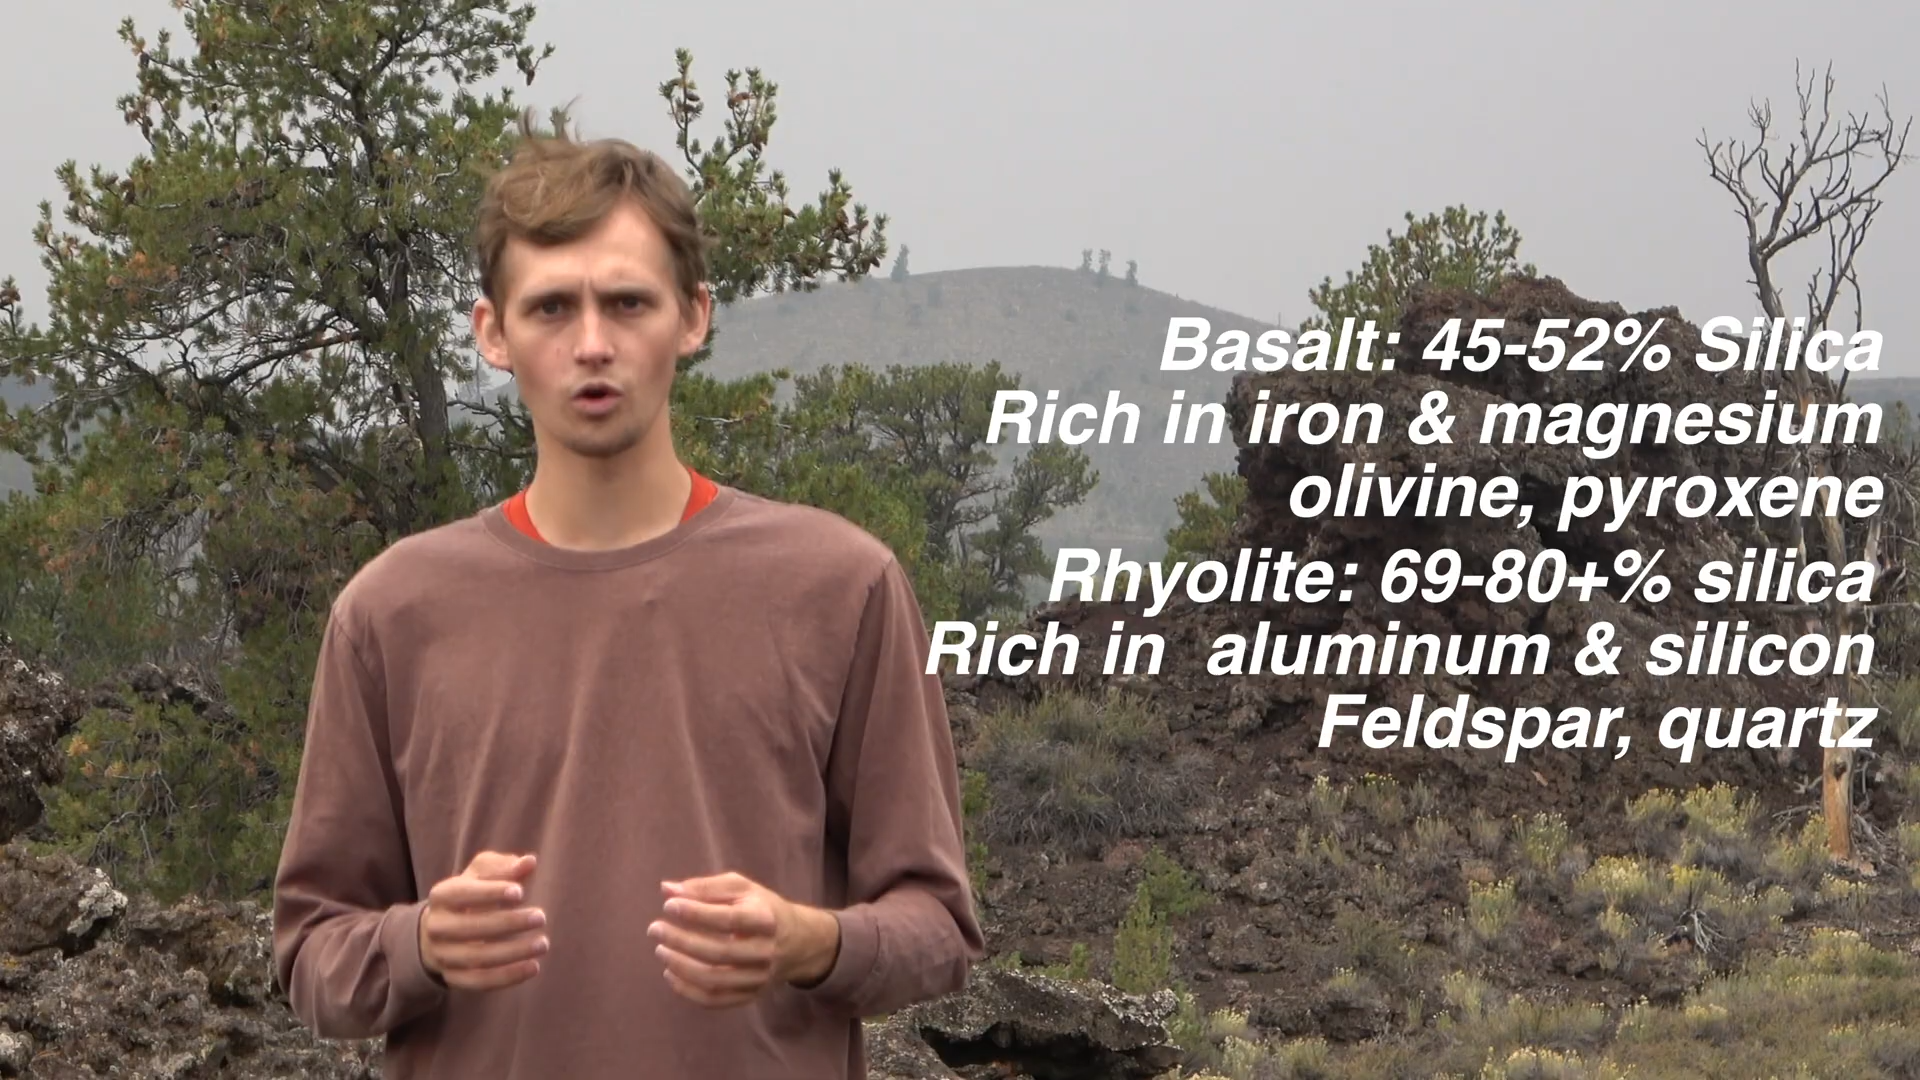 Basalt: 45-52% Silica
Rich in iron & magnesium
olivine, pyroxene
Rhyolite: 69-80+% silica
Rich in  aluminum & silicon
Feldspar, quartz